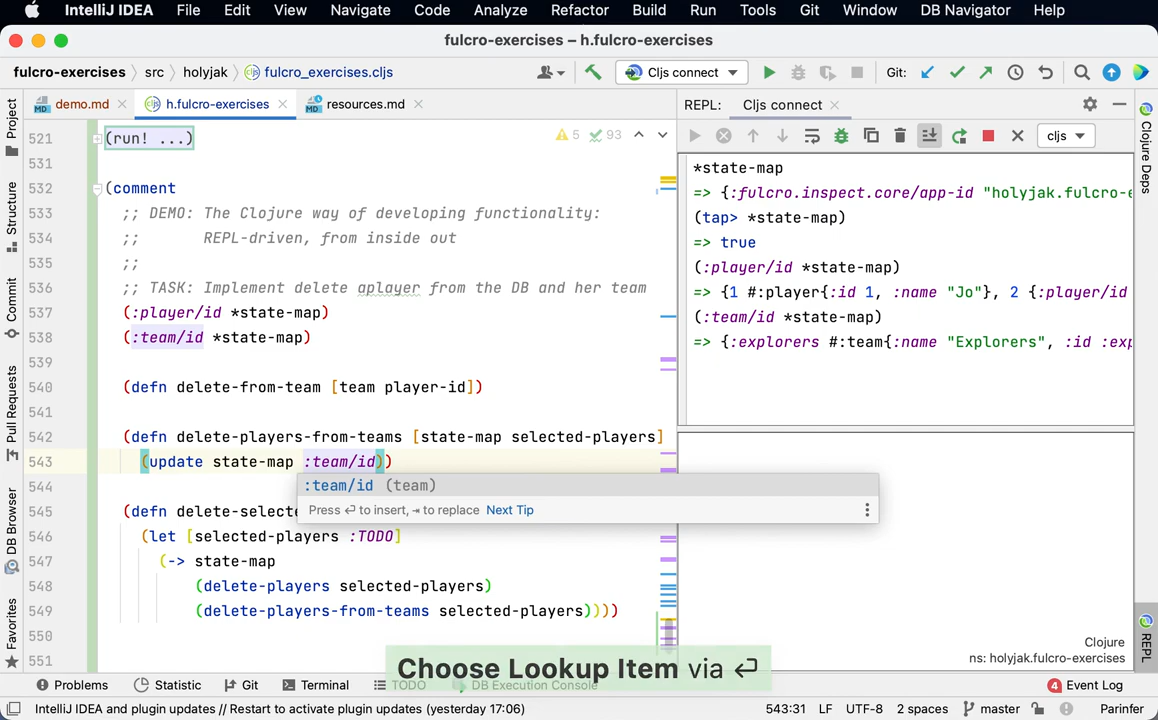 IntelliJ IDEA File Edit View Navigate Code Analyze Refactor Build Run Tools Git Window DB Navigator Help
fulcro-exercises – h.fulcro-exercises
fulcro-exercises src holyjak fulcro_exercises.cljs Cljs connect Git:
demo.md h.fulcro-exercises resources.md REPL: Cljs connect
cljs
5 93
521 (run! ...)
531
532 (comment
533 ;; DEMO: The Clojure way of developing functionality:
534 ;; REPL-driven, from inside out
535 ;;
536 ;; TASK: Implement delete aplayer from the DB and her team
537 (:player/id *state-map)
538 (:team/id *state-map)
539
540 (defn delete-from-team [team player-id])
541
542 (defn delete-players-from-teams [state-map selected-players]
543 (update state-map :team/id))
:team/id (team)
Press ⏎ to insert, ⇥ to replace Next Tip
544
545 (defn delete-selecte
546 (let [selected-players :TODO]
547 (-> state-map
548 (delete-players selected-players)
549 (delete-players-from-teams selected-players))))
550
551
*state-map
=> {:fulcro.inspect.core/app-id "holyjak.fulcro-e
(tap> *state-map)
=> true
(:player/id *state-map)
=> {1 #:player{:id 1, :name "Jo"}, 2 {:player/id
(:team/id *state-map)
=> {:explorers #:team{:name "Explorers", :id :exp
Clojure
ns: holyjak.fulcro-exercises
Project
Structure
Commit
Pull Requests
DB Browser
Favorites
Clojure Deps
REPL
Choose Lookup Item via ⏎
Problems Statistic Git Terminal TODO DB Execution Console 4 Event Log
IntelliJ IDEA and plugin updates // Restart to activate plugin updates (yesterday 17:06) 543:31 LF UTF-8 2 spaces master Parinfer